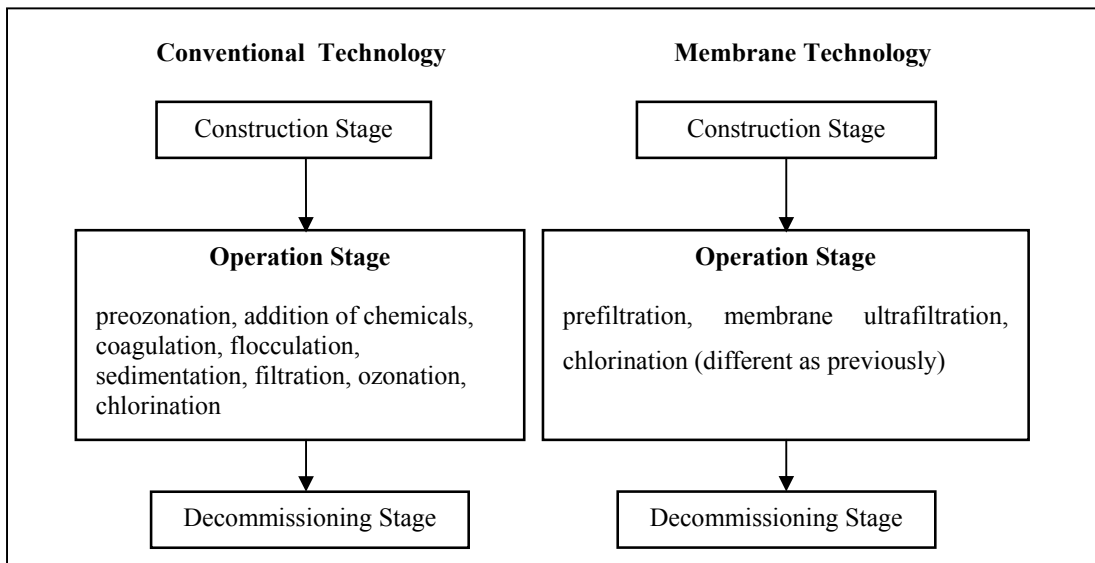 Conventional Technology
Construction Stage
Operation Stage
preozonation, addition of chemicals,
coagulation, flocculation,
sedimentation, filtration, ozonation,
chlorination
Decommissioning Stage
Membrane Technology
Construction Stage
Operation Stage
prefiltration, membrane ultrafiltration,
chlorination (different as previously)
Decommissioning Stage